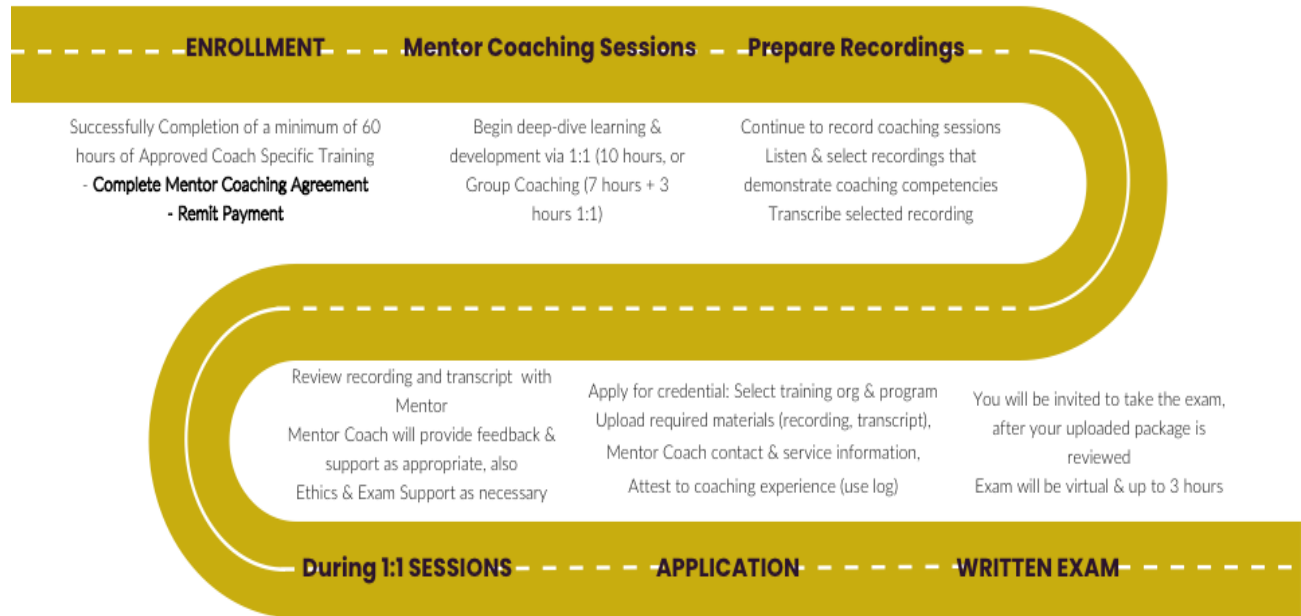 ENROLLMENT
Mentor Coaching Sessions
Prepare Recordings
Successfully Completion of a minimum of 60
hours of Approved Coach Specific Training
- Complete Mentor Coaching Agreement
- Remit Payment
Begin deep-dive learning &
development via 1:1 (10 hours, or
Group Coaching (7 hours + 3
hours 1:1)
Continue to record coaching sessions
Listen & select recordings that
demonstrate coaching competencies
Transcribe selected recording
Review recording and transcript with
Mentor
Mentor Coach will provide feedback &
support as appropriate, also
Ethics & Exam Support as necessary
Apply for credential: Select training org & program
Upload required materials (recording, transcript),
Mentor Coach contact & service information,
Attest to coaching experience (use log)
You will be invited to take the exam,
after your uploaded package is
reviewed
Exam will be virtual & up to 3 hours
During 1:1 SESSIONS
APPLICATION
WRITTEN EXAM